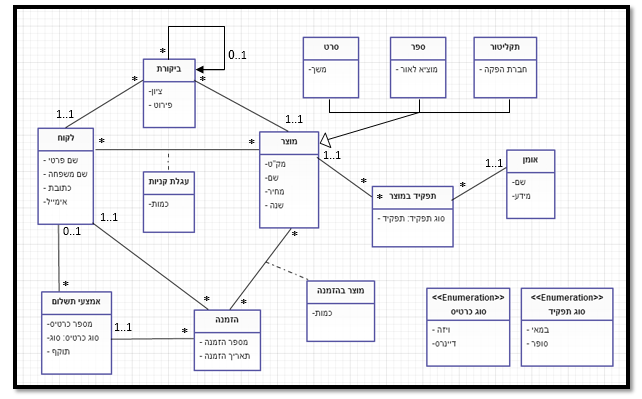 סרט
-משך
ספר
- מוציא לאור
תקליטור
- חברת הפקה
*
0..1
ביקורת
-ציון
- פירוט
*
*
1..1
1..1
לקוח
- שם פרטי
- שם משפחה
- כתובת
- אימייל
*
*
מוצר
-מק"ט
-שם
-מחיר
- שנה
עגלת קניות
-כמות
1..1
*
*
תפקיד במוצר
- סוג תפקיד: תפקיד
*
1..1
אומן
-שם
-מידע
0..1
1..1
*
*
*
*
אמצעי תשלום
-מספר כרטיס
-סוג כרטיס: סוג
-תוקף
1..1
*
הזמנה
- מספר הזמנה
-תאריך הזמנה
מוצר בהזמנה
-כמות
<<Enumeration>>
סוג כרטיס
- ויזה
-דיינרס
<<Enumeration>>
סוג תפקיד
- במאי
- סופר